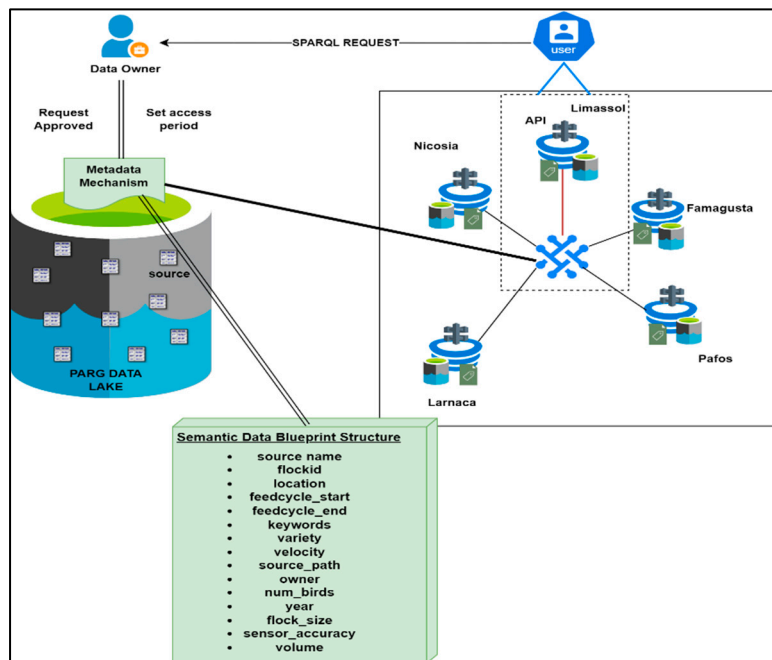 SPARQL REQUEST
user
Data Owner
Request
Approved
Set access
period
Metadata
Mechanism
source
PARG DATA
LAKE
Limassol
API
Nicosia
Famagusta
Pafos
Larnaca
Semantic Data Blueprint Structure
• source name
• flockid
• location
• feedcycle_start
• feedcycle_end
• keywords
• variety
• velocity
• source_path
• owner
• num_birds
• year
• flock_size
• sensor_accuracy
• volume